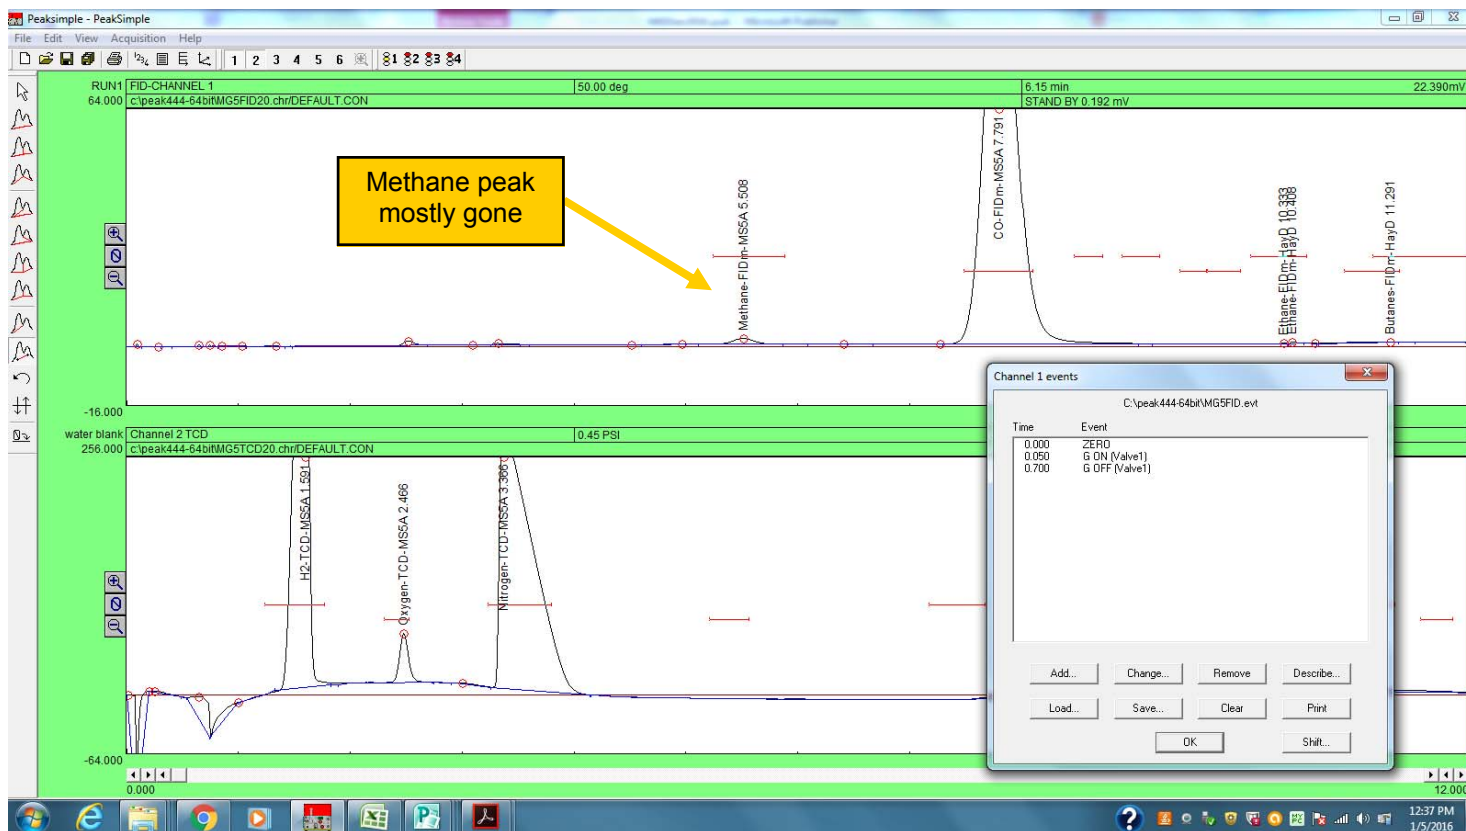 Peaksimple - PeakSimple
File Edit View Acquisition Help
1 2 3 4 5 6 81 82 83 84
RUN1 FID-CHANNEL 1 50.00 deg 6.15 min 22.390mV
64.000 c:\peak444-64bit\MG5FID20.chr/DEFAULT.CON STAND BY 0.192 mV
Methane peak
mostly gone
Methane-FIDm-MS5A 5.508
CO-FIDm-MS5A 7.791
Ethane-FIDm-HayD 10.408
Butanes-FIDm-HayD 11.291
-16.000
water blank Channel 2 TCD 0.45 PSI
256.000 c:\peak444-64bit\MG5TCD20.chr/DEFAULT.CON
H2-TCD-MS5A 1.591
Oxygen-TCD-MS5A 2.466
Nitrogen-TCD-MS5A 3.366
-64.000
0.000 12.000
Channel 1 events
C:\peak444-64bit\MG5FID.evt
Time Event
0.000 ZERO
0.050 G ON (Valve1)
0.700 G OFF (Valve1)
Add... Change... Remove Describe...
Load... Save... Clear Print
OK Shift...
12:37 PM
1/5/2016